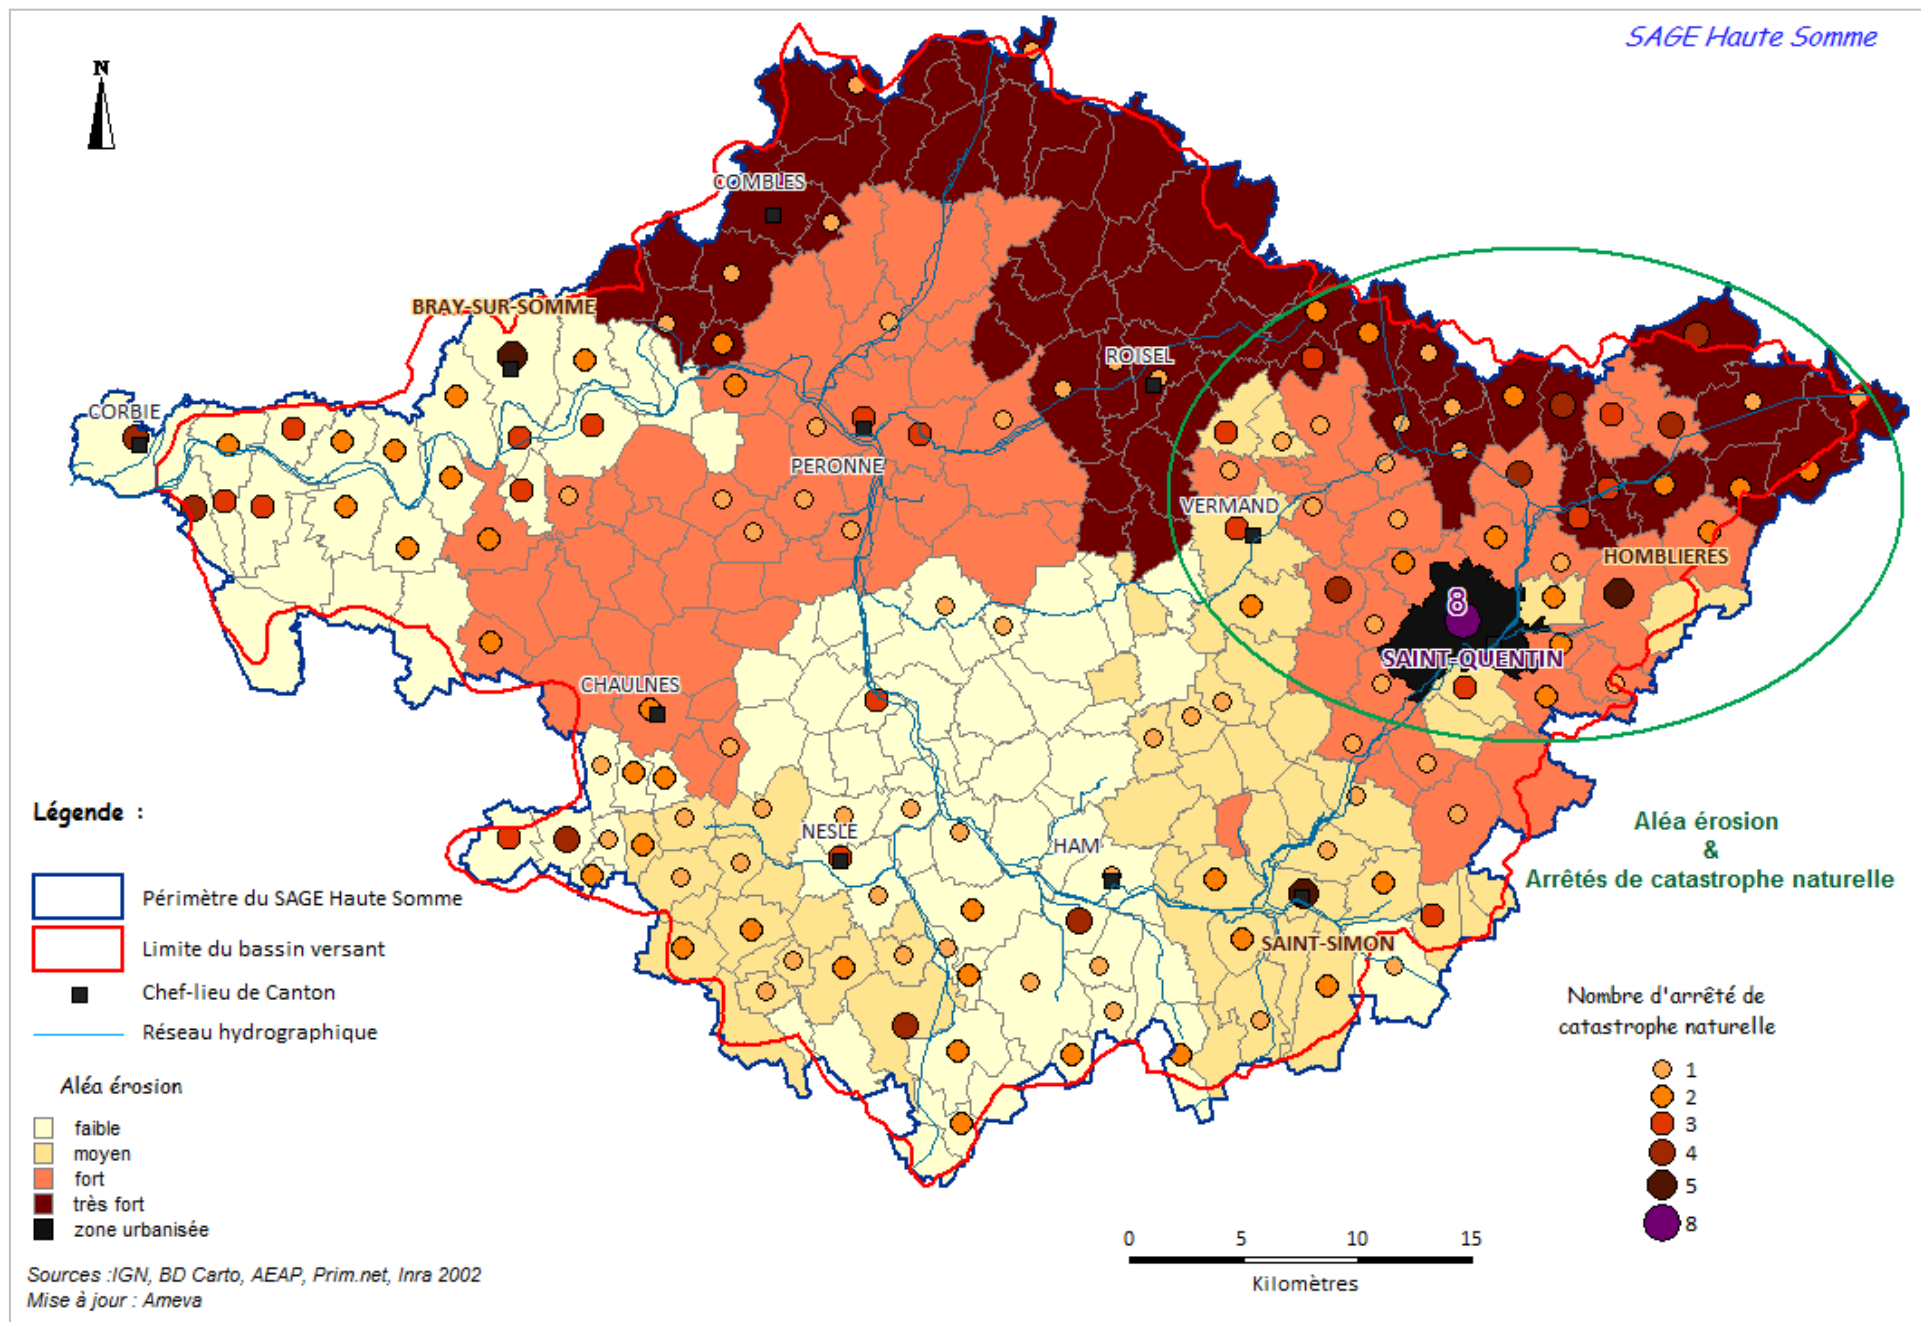 SAGE Haute Somme
N
COMBLES
BRAY-SUR-SOMME
ROISEL
CORBIE
PERONNE
VERMAND
HOMBLIERES
8
SAINT-QUENTIN
CHAULNES
NESLE
HAM
SAINT-SIMON
Légende :
Périmètre du SAGE Haute Somme
Limite du bassin versant
Chef-lieu de Canton
Réseau hydrographique
Aléa érosion
faible
moyen
fort
très fort
zone urbanisée
Sources :IGN, BD Carto, AEAP, Prim.net, Inra 2002
Mise à jour : Ameva
0 5 10 15
Kilomètres
Aléa érosion
&
Arrêtés de catastrophe naturelle
Nombre d'arrêté de
catastrophe naturelle
1
2
3
4
5
8